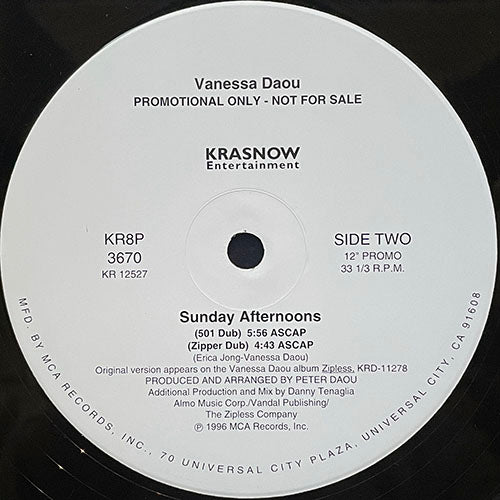 Vanessa Daou
PROMOTIONAL ONLY - NOT FOR SALE
KRASNOW
Entertainment
KR8P
3670
KR 12527
SIDE TWO
12" PROMO
33 1/3 R.P.M.
Sunday Afternoons
(501 Dub) 5:56 ASCAP
(Zipper Dub) 4:43 ASCAP
(Erica Jong-Vanessa Daou)
Original version appears on the Vanessa Daou album Zipless, KRD-11278
PRODUCED AND ARRANGED BY PETER DAOU
Additional Production and Mix by Danny Tenaglia
Almo Music Corp./Vandal Publishing/
The Zipless Company
℗ 1996 MCA Records, Inc.
MFD. BY MCA RECORDS, INC., 70 UNIVERSAL CITY PLAZA, UNIVERSAL CITY, CA 91608